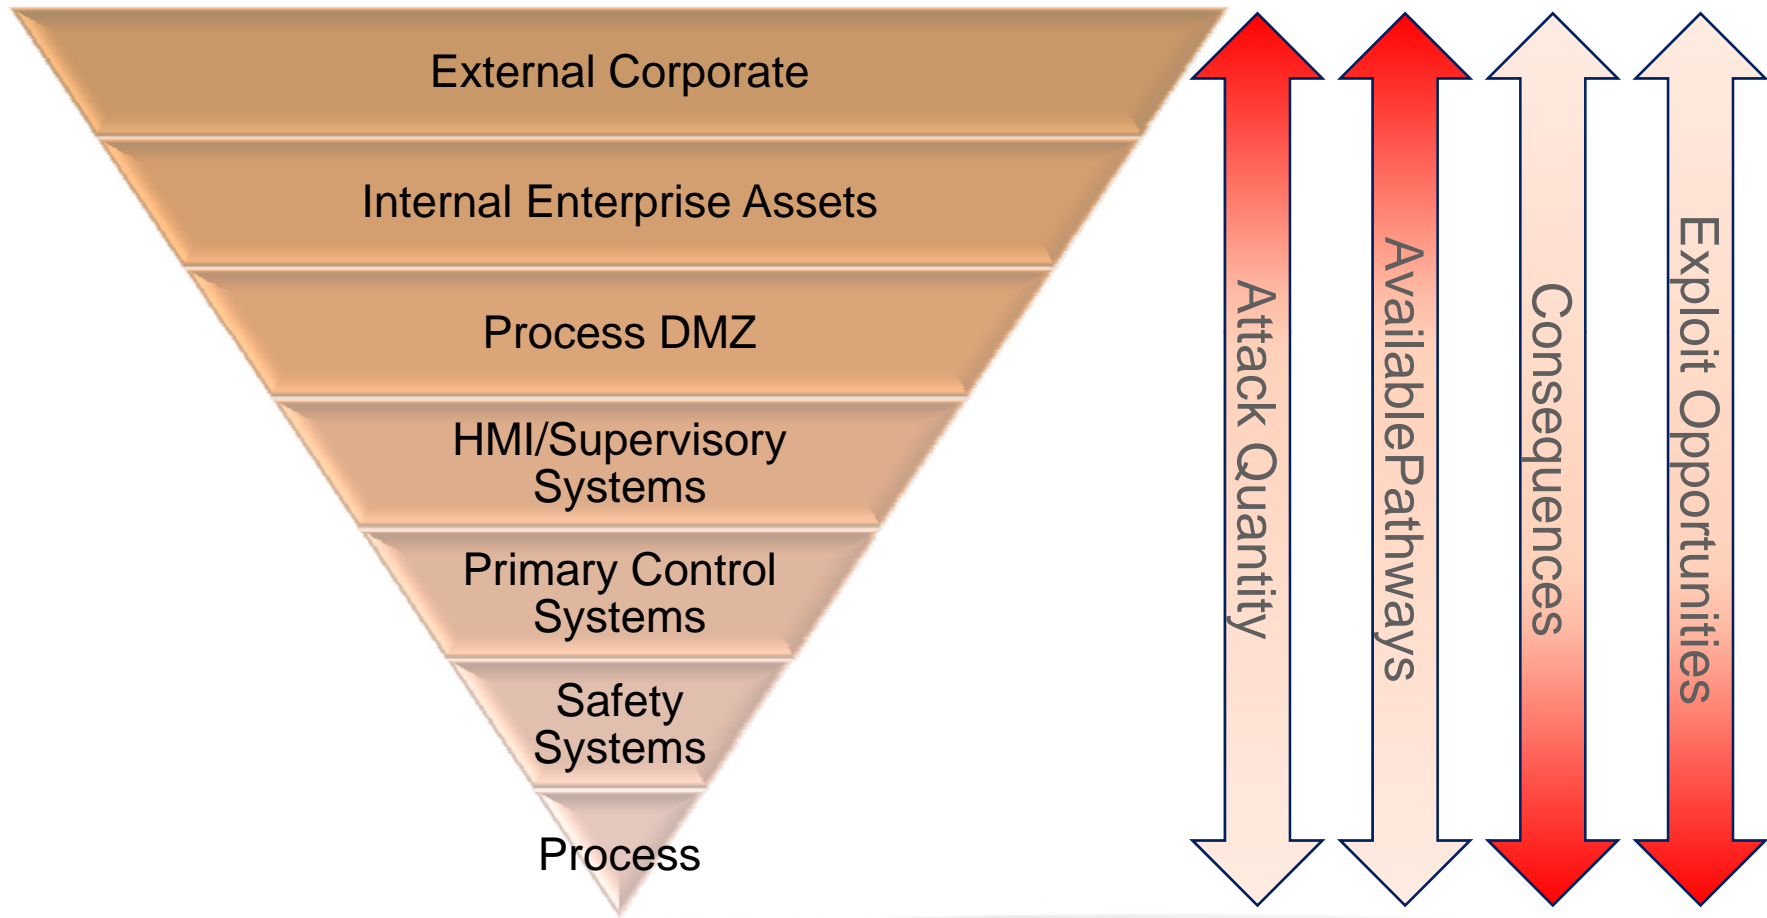 External Corporate
Internal Enterprise Assets
Process DMZ
HMI/Supervisory
Systems
Primary Control
Systems
Safety
Systems
Process
Attack Quantity
AvailablePathways
Consequences
Exploit Opportunities